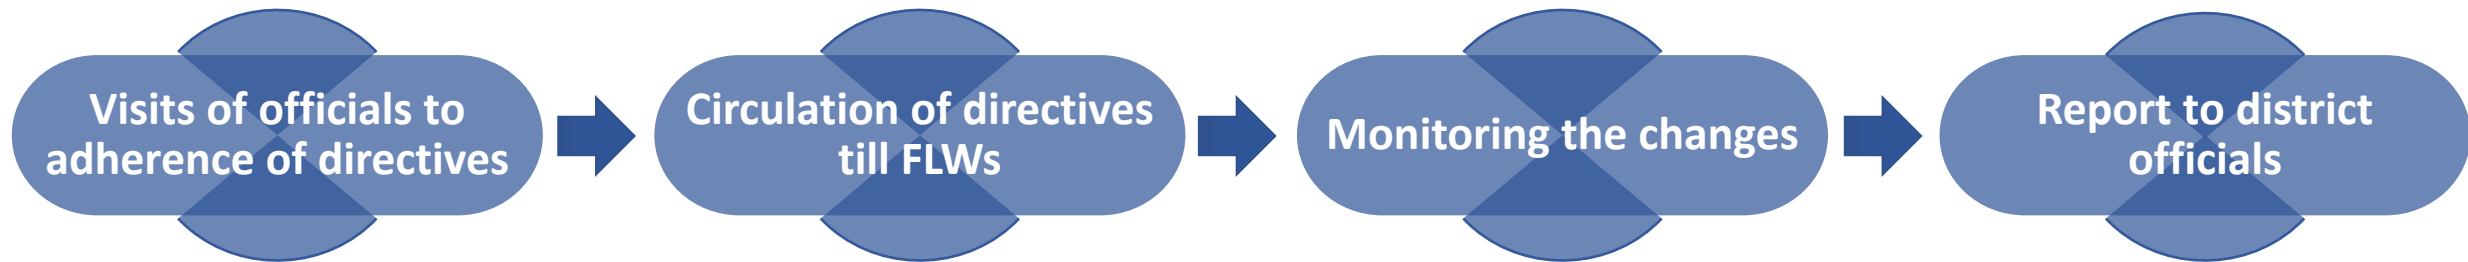 Visits of officials to
adherence of directives
Circulation of directives
till FLWs
Monitoring the changes
Report to district
officials